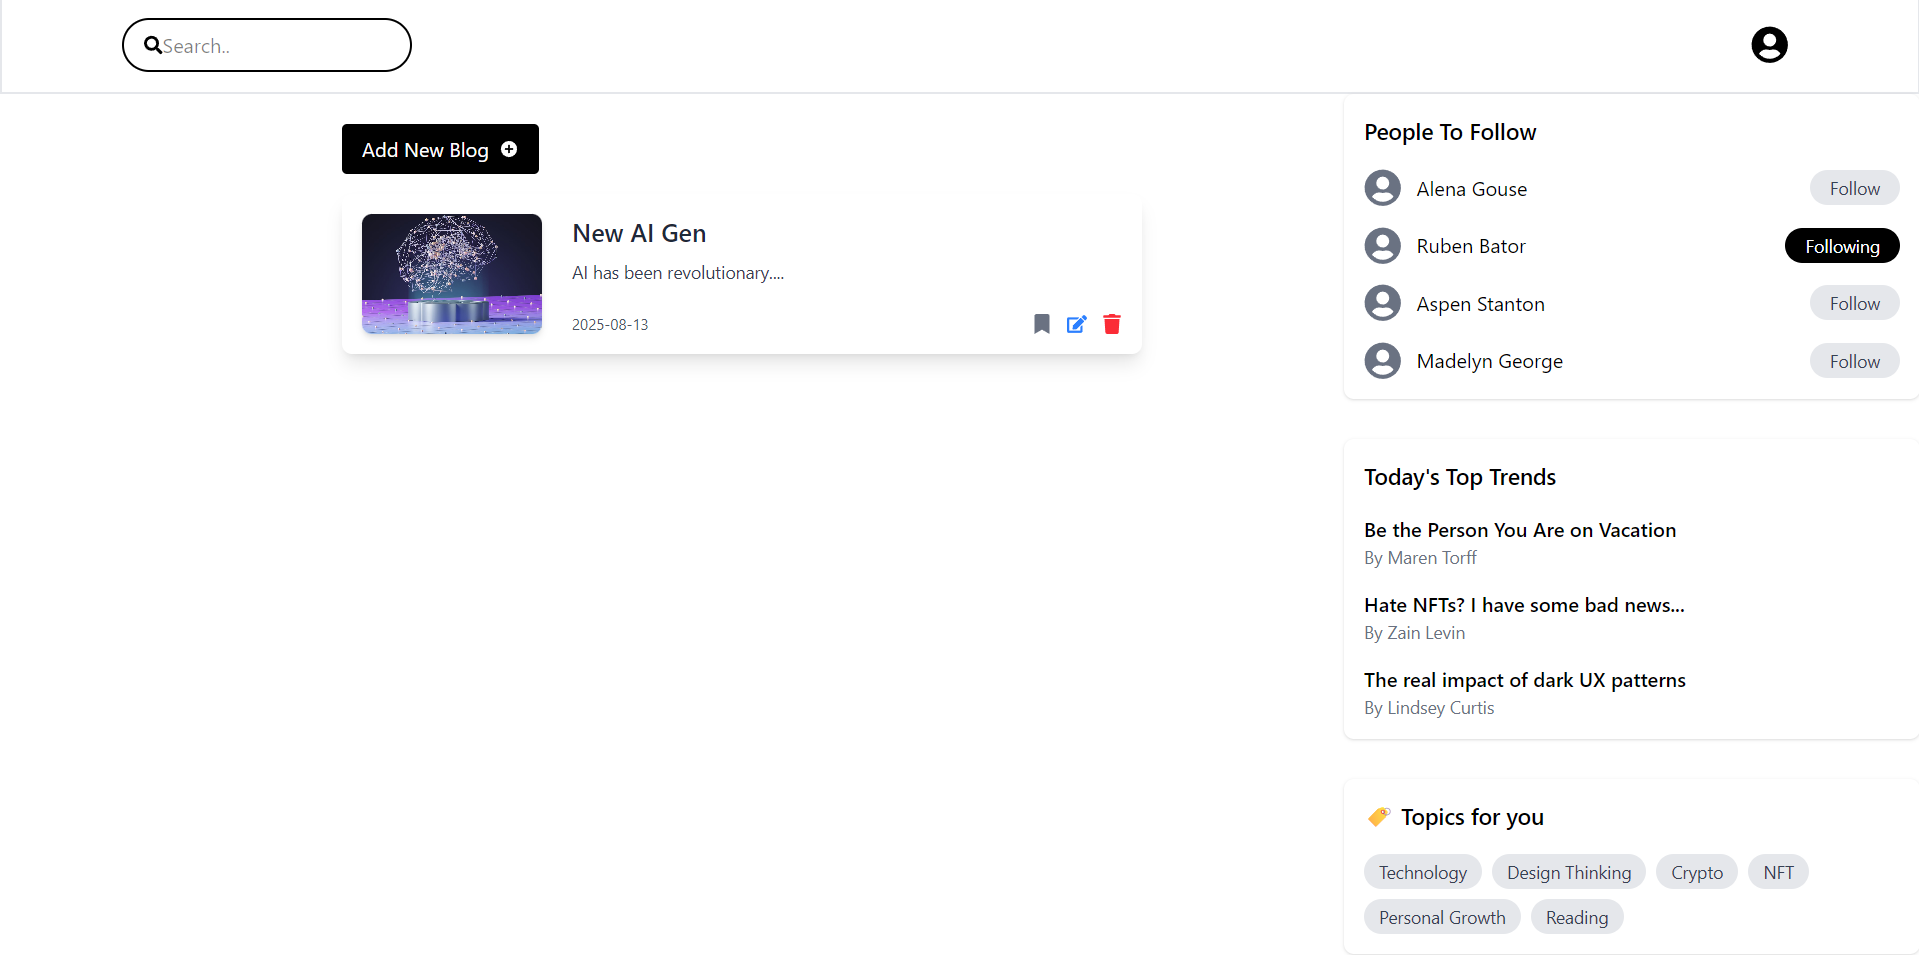 Search..
Add New Blog
New AI Gen
AI has been revolutionary....
2025-08-13
People To Follow
Alena Gouse
Follow
Ruben Bator
Following
Aspen Stanton
Follow
Madelyn George
Follow
Today's Top Trends
Be the Person You Are on Vacation
By Maren Torff
Hate NFTs? I have some bad news...
By Zain Levin
The real impact of dark UX patterns
By Lindsey Curtis
Topics for you
Technology
Design Thinking
Crypto
NFT
Personal Growth
Reading